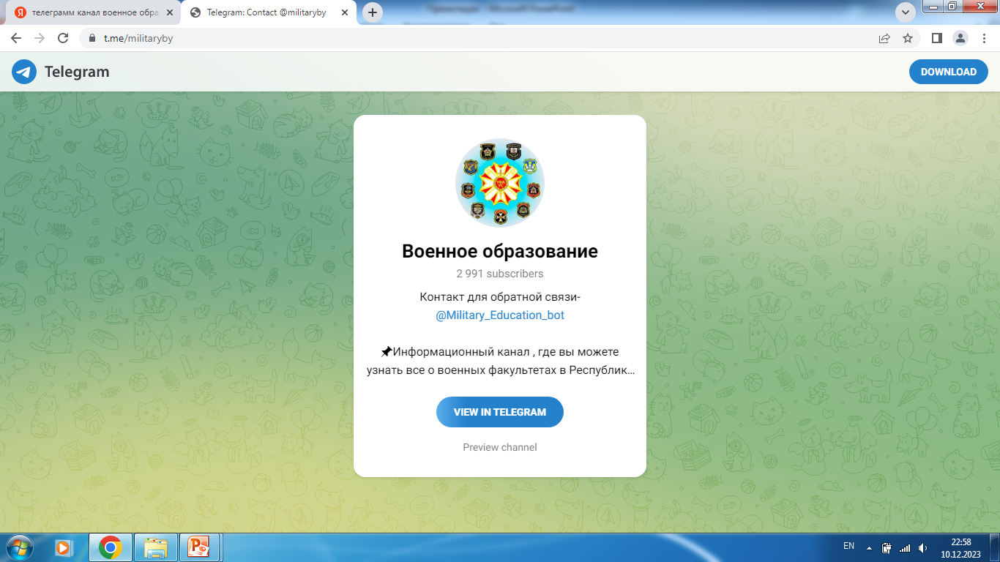 телеграмм канал военное обра
Telegram: Contact @militaryby
t.me/militaryby
Telegram
DOWNLOAD
Военное образование
2 991 subscribers
Контакт для обратной связи-
@Military_Education_bot
📌Информационный канал , где вы можете
узнать все о военных факультетах в Республик...
VIEW IN TELEGRAM
Preview channel
EN
22:58
10.12.2023